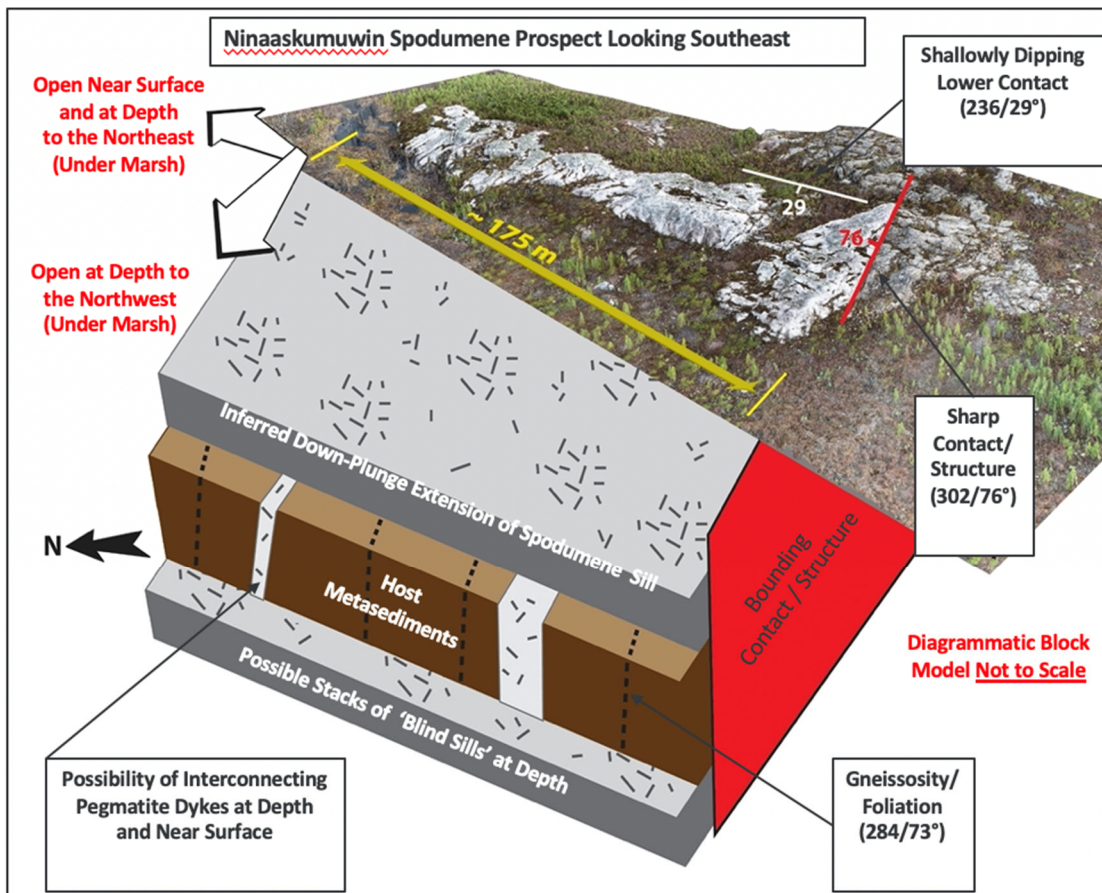 Ninaaskumuwin Spodumene Prospect Looking Southeast
Shallowly Dipping
Lower Contact
(236/29°)
Open Near Surface
and at Depth
to the Northeast
(Under Marsh)
29
76
~ 175 m
Open at Depth to
the Northwest
(Under Marsh)
Sharp
Contact/
Structure
(302/76°)
Inferred Down-Plunge Extension of Spodumene Sill
N
Host
Metasediments
Bounding
Contact / Structure
Diagrammatic Block
Model Not to Scale
Possible Stacks of ‘Blind Sills’ at Depth
Possibility of Interconnecting
Pegmatite Dykes at Depth
and Near Surface
Gneissosity/
Foliation
(284/73°)